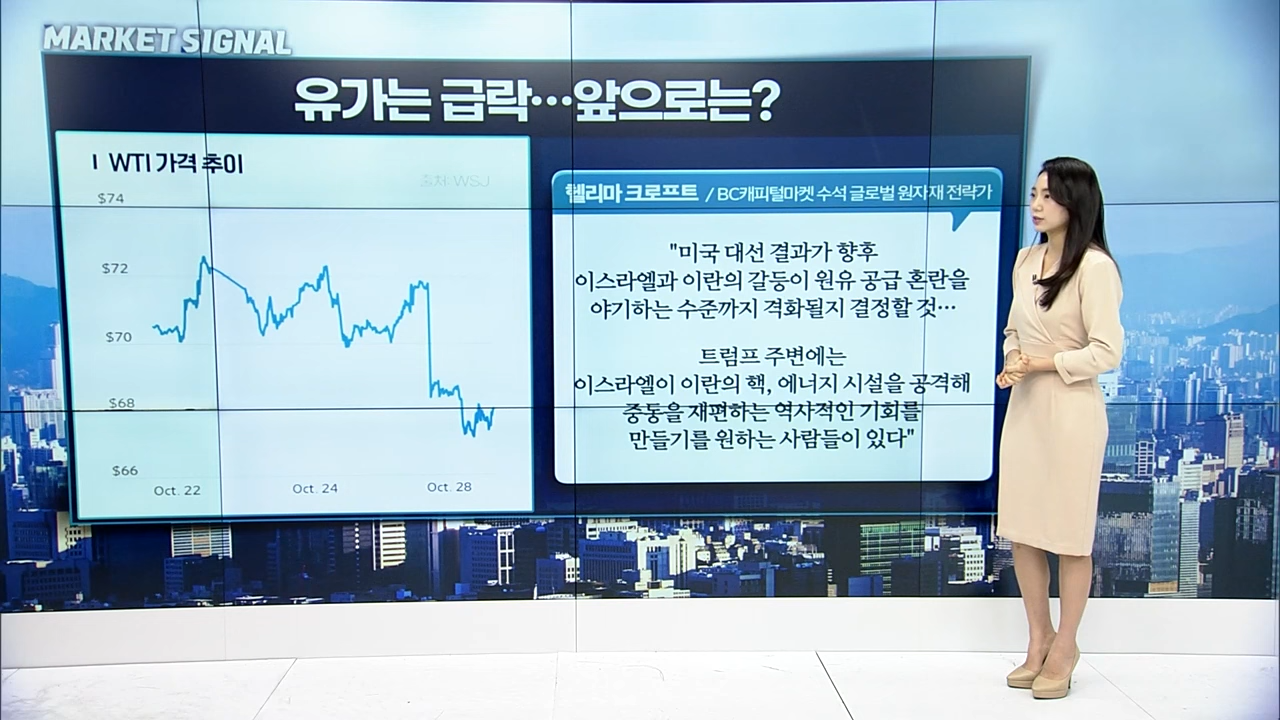 MARKET SIGNAL
유가는 급락…앞으로는?
I WTI 가격 추이
출처: WSJ
$74
$72
$70
$68
$66
Oct. 22
Oct. 24
Oct. 28
헬리마 크로프트 / BC캐피털마켓 수석 글로벌 원자재 전략가
"미국 대선 결과가 향후
이스라엘과 이란의 갈등이 원유 공급 혼란을
야기하는 수준까지 격화될지 결정할 것…
트럼프 주변에는
이스라엘이 이란의 핵, 에너지 시설을 공격해
중동을 재편하는 역사적인 기회를
만들기를 원하는 사람들이 있다"